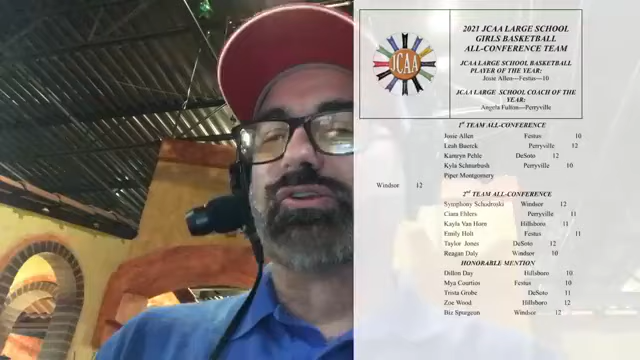 2021 JCAA LARGE SCHOOL
GIRLS BASKETBALL
ALL-CONFERENCE TEAM
JCAA
JCAA LARGE SCHOOL BASKETBALL
PLAYER OF THE YEAR:
Josie Allen---Festus---10
JCAA LARGE SCHOOL COACH OF THE
YEAR:
Angela Fulton---Perryville
1st TEAM ALL-CONFERENCE
Josie Allen Festus 10
Leah Buerck Perryville 12
Kamryn Pehle DeSoto 12
Kyla Schnurbush Perryville 10
Piper Montgomery
Windsor 12
2nd TEAM ALL-CONFERENCE
Symphony Schadroski Windsor 12
Ciara Ehlers Perryville 11
Kayla Van Horn Hillsboro 11
Emily Holt Festus 11
Taylor Jones DeSoto 12
Reagan Daly Windsor 10
HONORABLE MENTION
Dillon Day Hillsboro 10
Mya Courtios Festus 10
Trista Grobe DeSoto 11
Zoe Wood Hillsboro 12
Biz Spurgeon Windsor 12